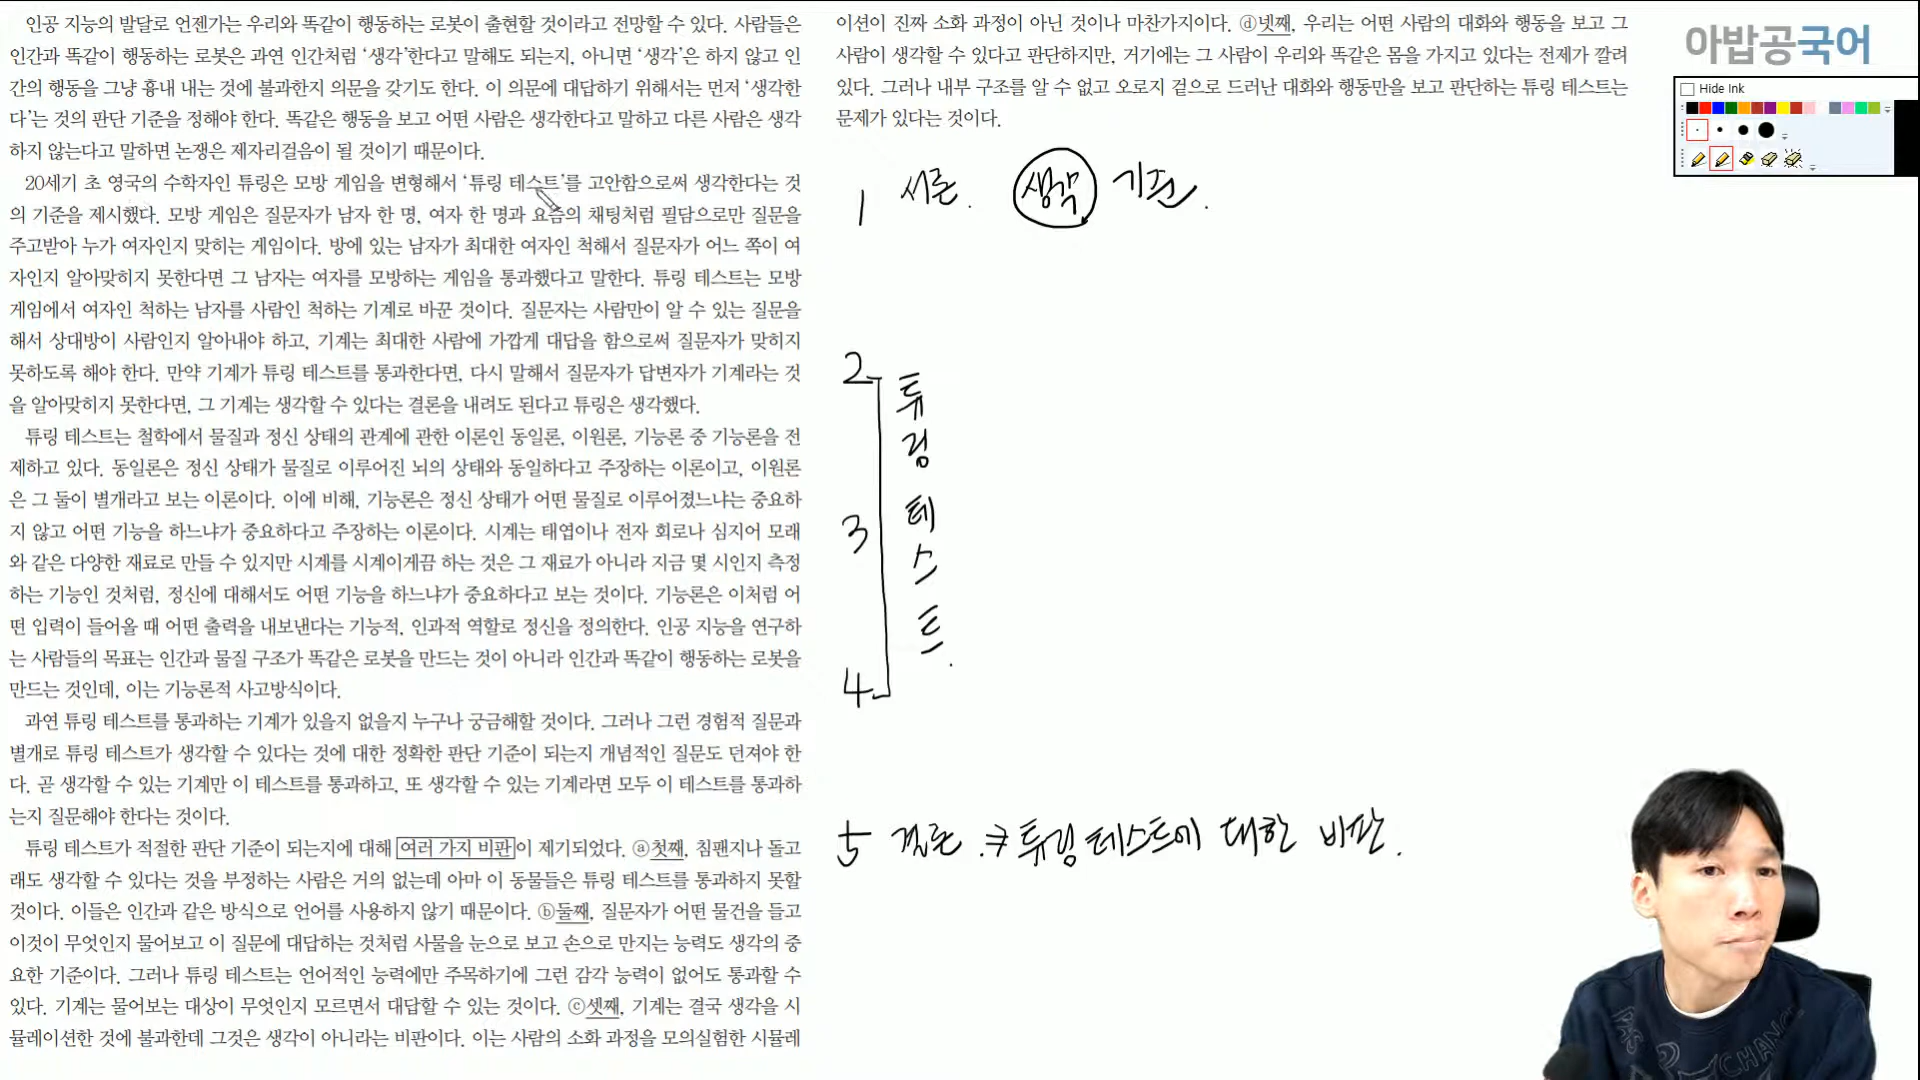 인공 지능의 발달로 언젠가는 우리와 똑같이 행동하는 로봇이 출현할 것이라고 전망할 수 있다. 사람들은
인간과 똑같이 행동하는 로봇은 과연 인간처럼 ‘생각’한다고 말해도 되는지, 아니면 ‘생각’은 하지 않고 인
간의 행동을 그냥 흉내 내는 것에 불과한지 의문을 갖기도 한다. 이 의문에 대답하기 위해서는 먼저 ‘생각한
다’는 것의 판단 기준을 정해야 한다. 똑같은 행동을 보고 어떤 사람은 생각한다고 말하고 다른 사람은 생각
하지 않는다고 말하면 논쟁은 제자리걸음이 될 것이기 때문이다.
20세기 초 영국의 수학자인 튜링은 모방 게임을 변형해서 ‘튜링 테스트’를 고안함으로써 생각한다는 것
의 기준을 제시했다. 모방 게임은 질문자가 남자 한 명, 여자 한 명과 요즘의 채팅처럼 필담으로만 질문을
주고받아 누가 여자인지 맞히는 게임이다. 방에 있는 남자가 최대한 여자인 척해서 질문자가 어느 쪽이 여
자인지 알아맞히지 못한다면 그 남자는 여자를 모방하는 게임을 통과했다고 말한다. 튜링 테스트는 모방
게임에서 여자인 척하는 남자를 사람인 척하는 기계로 바꾼 것이다. 질문자는 사람만이 알 수 있는 질문을
해서 상대방이 사람인지 알아내야 하고, 기계는 최대한 사람에 가깝게 대답을 함으로써 질문자가 맞히지
못하도록 해야 한다. 만약 기계가 튜링 테스트를 통과한다면, 다시 말해서 질문자가 답변자가 기계라는 것
을 알아맞히지 못한다면, 그 기계는 생각할 수 있다는 결론을 내려도 된다고 튜링은 생각했다.
튜링 테스트는 철학에서 물질과 정신 상태의 관계에 관한 이론인 동일론, 이원론, 기능론 중 기능론을 전
제하고 있다. 동일론은 정신 상태가 물질로 이루어진 뇌의 상태와 동일하다고 주장하는 이론이고, 이원론
은 그 둘이 별개라고 보는 이론이다. 이에 비해, 기능론은 정신 상태가 어떤 물질로 이루어졌느냐는 중요하
지 않고 어떤 기능을 하느냐가 중요하다고 주장하는 이론이다. 시계는 태엽이나 전자 회로나 심지어 모래
와 같은 다양한 재료로 만들 수 있지만 시계를 시계이게끔 하는 것은 그 재료가 아니라 지금 몇 시인지 측정
하는 기능인 것처럼, 정신에 대해서도 어떤 기능을 하느냐가 중요하다고 보는 것이다. 기능론은 이처럼 어
떤 입력이 들어올 때 어떤 출력을 내보낸다는 기능적, 인과적 역할로 정신을 정의한다. 인공 지능을 연구하
는 사람들의 목표는 인간과 물질 구조가 똑같은 로봇을 만드는 것이 아니라 인간과 똑같이 행동하는 로봇을
만드는 것인데, 이는 기능론적 사고방식이다.
과연 튜링 테스트를 통과하는 기계가 있을지 없을지 누구나 궁금해할 것이다. 그러나 그런 경험적 질문과
별개로 튜링 테스트가 생각할 수 있다는 것에 대한 정확한 판단 기준이 되는지 개념적인 질문도 던져야 한
다. 곧 생각할 수 있는 기계만 이 테스트를 통과하고, 또 생각할 수 있는 기계라면 모두 이 테스트를 통과하
는지 질문해야 한다는 것이다.
튜링 테스트가 적절한 판단 기준이 되는지에 대해 여러 가지 비판이 제기되었다. ⓐ첫째, 침팬지나 돌고
래도 생각할 수 있다는 것을 부정하는 사람은 거의 없는데 아마 이 동물들은 튜링 테스트를 통과하지 못할
것이다. 이들은 인간과 같은 방식으로 언어를 사용하지 않기 때문이다. ⓑ둘째, 질문자가 어떤 물건을 들고
이것이 무엇인지 물어보고 이 질문에 대답하는 것처럼 사물을 눈으로 보고 손으로 만지는 능력도 생각의 중
요한 기준이다. 그러나 튜링 테스트는 언어적인 능력에만 주목하기에 그런 감각 능력이 없어도 통과할 수
있다. 기계는 물어보는 대상이 무엇인지 모르면서 대답할 수 있는 것이다. ⓒ셋째, 기계는 결국 생각을 시
뮬레이션한 것에 불과한데 그것은 생각이 아니라는 비판이다. 이는 사람의 소화 과정을 모의실험한 시뮬레
이션이 진짜 소화 과정이 아닌 것이나 마찬가지이다. ⓓ넷째, 우리는 어떤 사람의 대화와 행동을 보고 그
사람이 생각할 수 있다고 판단하지만, 거기에는 그 사람이 우리와 똑같은 몸을 가지고 있다는 전제가 깔려
있다. 그러나 내부 구조를 알 수 없고 오로지 겉으로 드러난 대화와 행동만을 보고 판단하는 튜링 테스트는
문제가 있다는 것이다.
1 서론. 생각 기준.
2
튜링 테스트.
3
4
5 결론. → 튜링 테스트에 대한 비판.
아밥공국어
Hide Ink